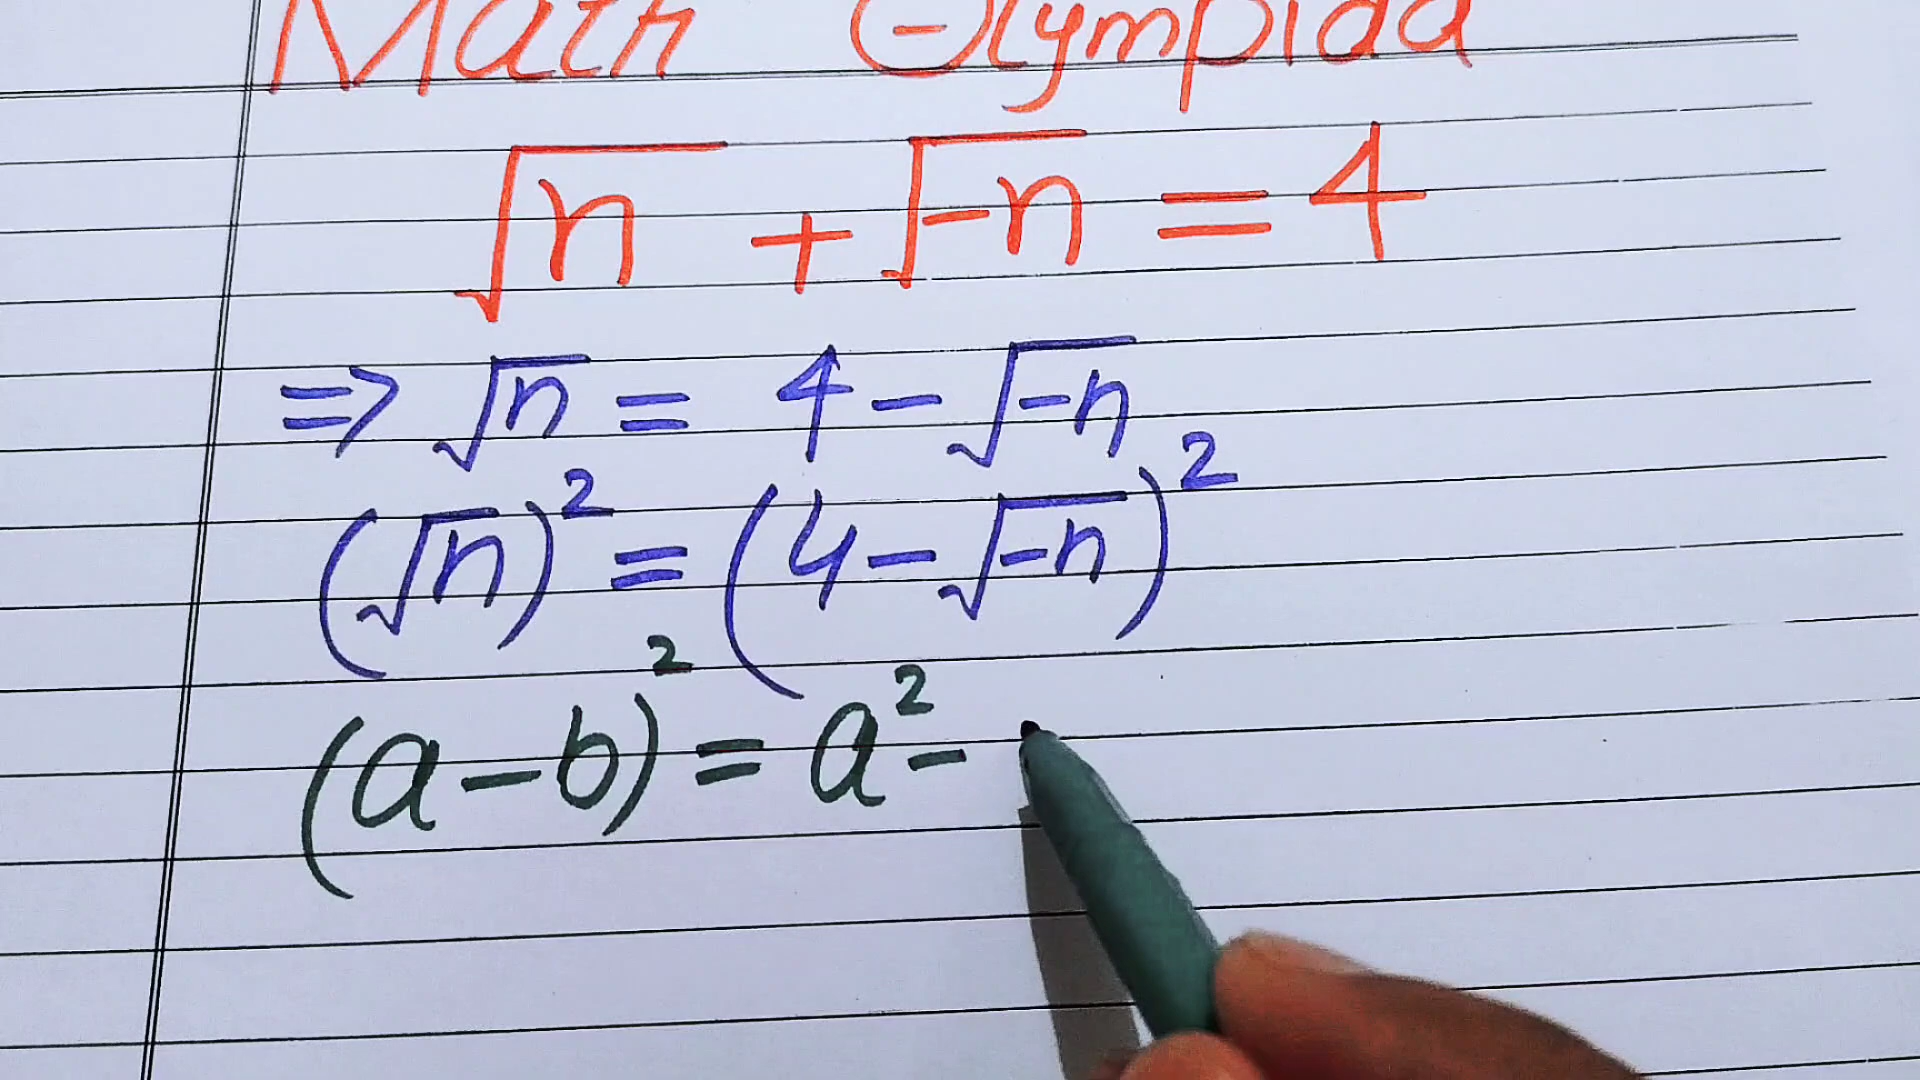 Math Olympiad
√n + √-n = 4
⇒ √n = 4 - √-n
(√n)² = (4 - √-n)²
(a - b)² = a² -